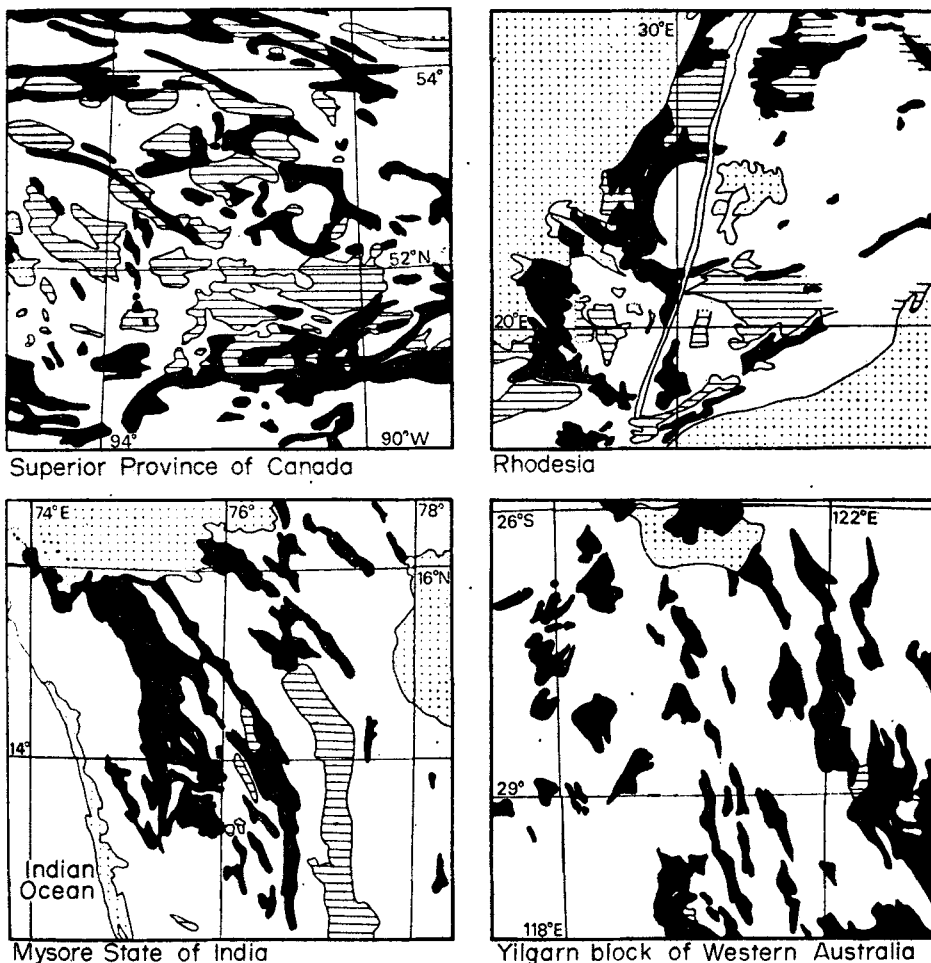 54°
52°N
94°
90°W
Superior Province of Canada
30°E
20°E
Rhodesia
74°E
76°
78°
16°N
14°
Indian
Ocean
Mysore State of India
26°S
122°E
29°
118°E
Yilgarn block of Western Australia